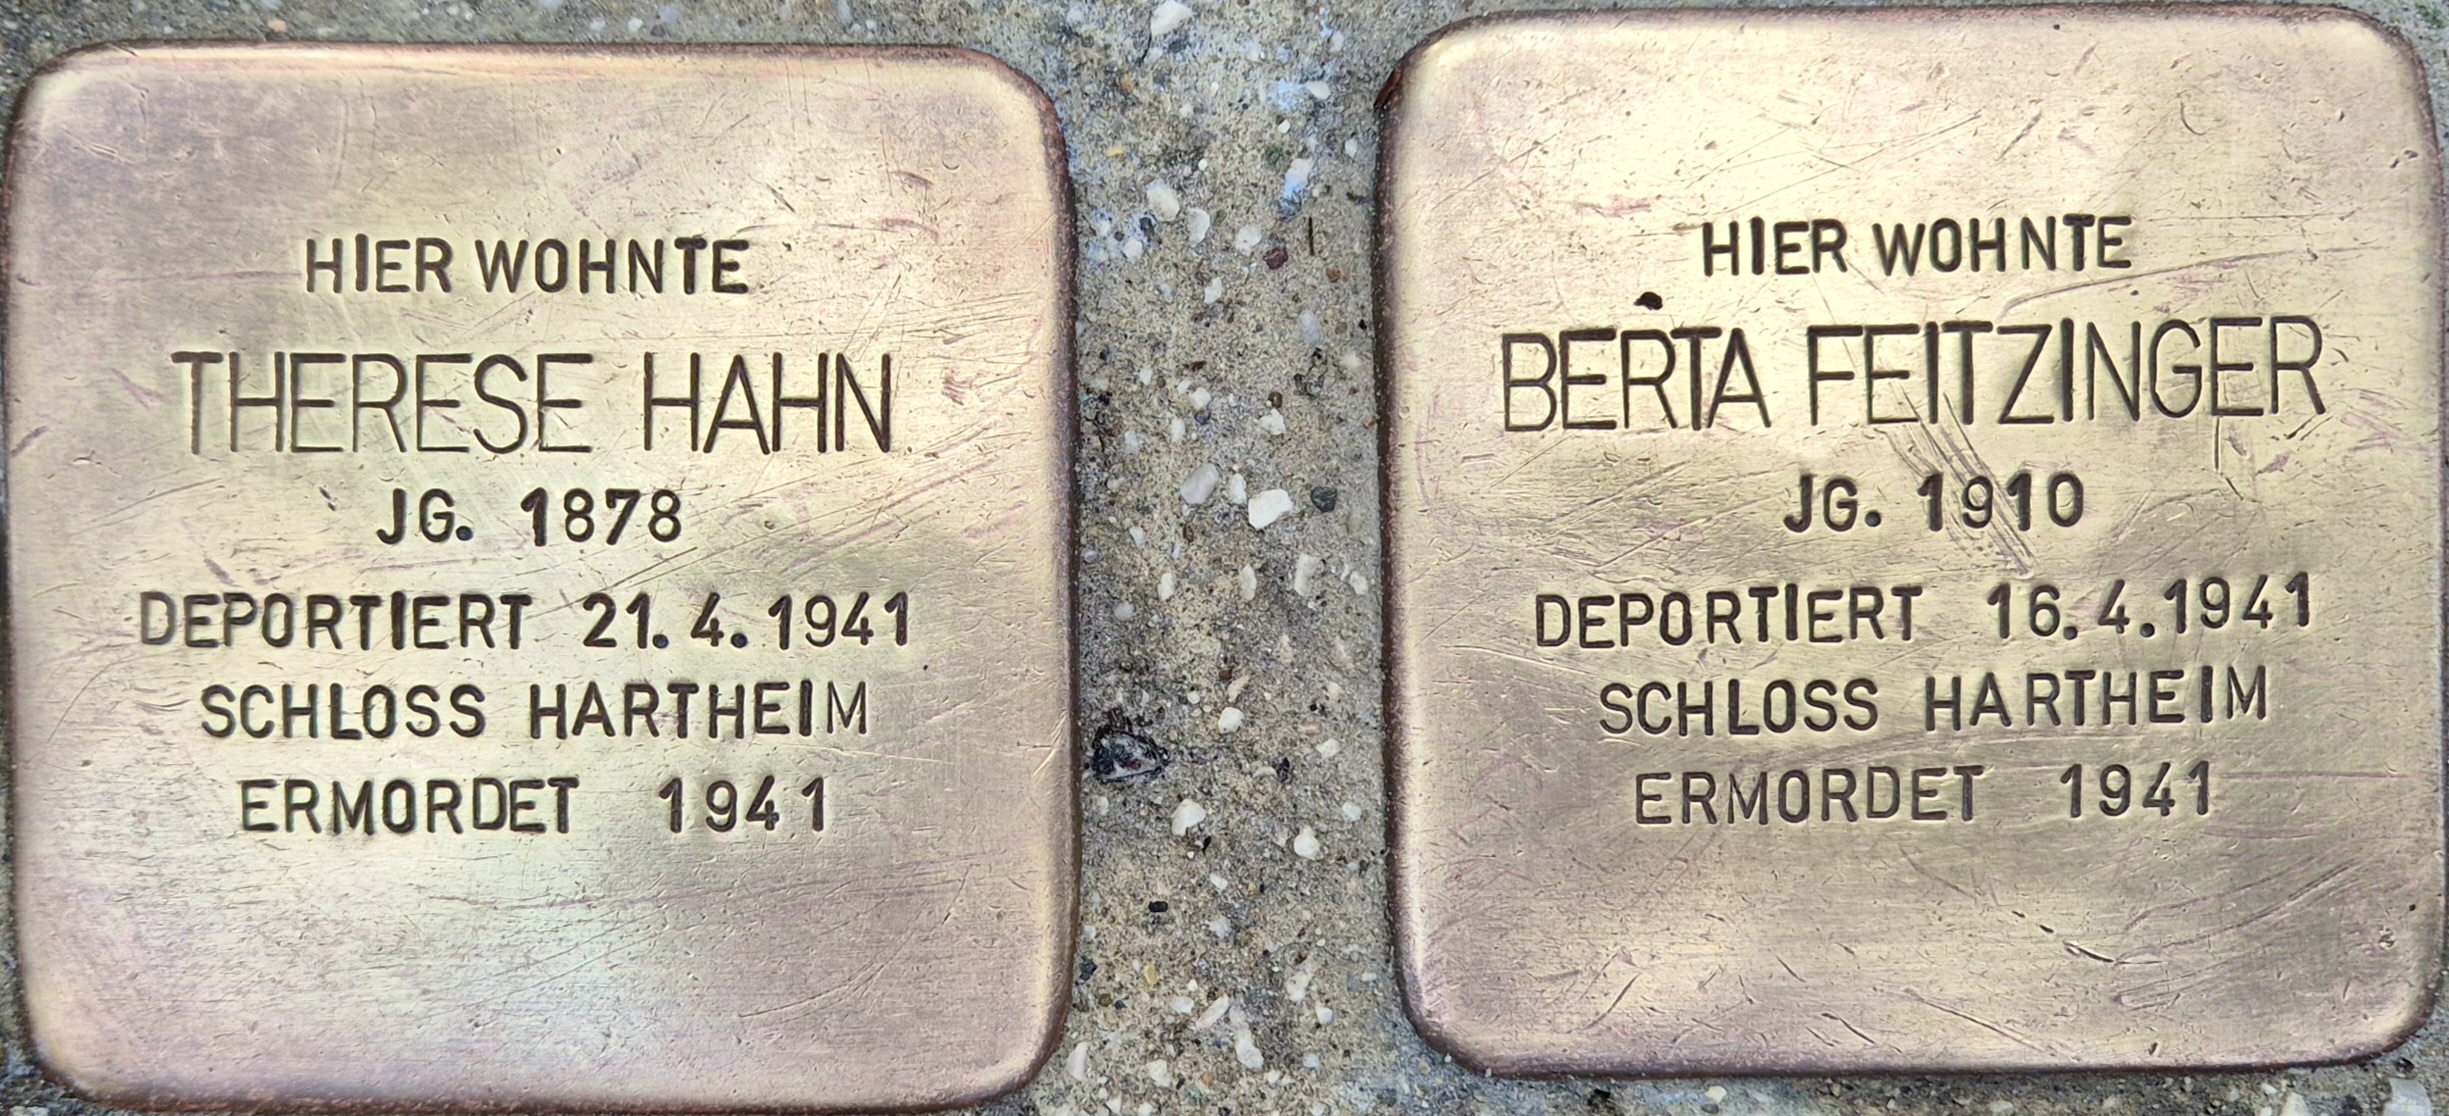 HIER WOHNTE
THERESE HAHN
JG. 1878
DEPORTIERT 21.4.1941
SCHLOSS HARTHEIM
ERMORDET 1941
HIER WOHNTE
BERTA FEITZINGER
JG. 1910
DEPORTIERT 16.4.1941
SCHLOSS HARTHEIM
ERMORDET 1941